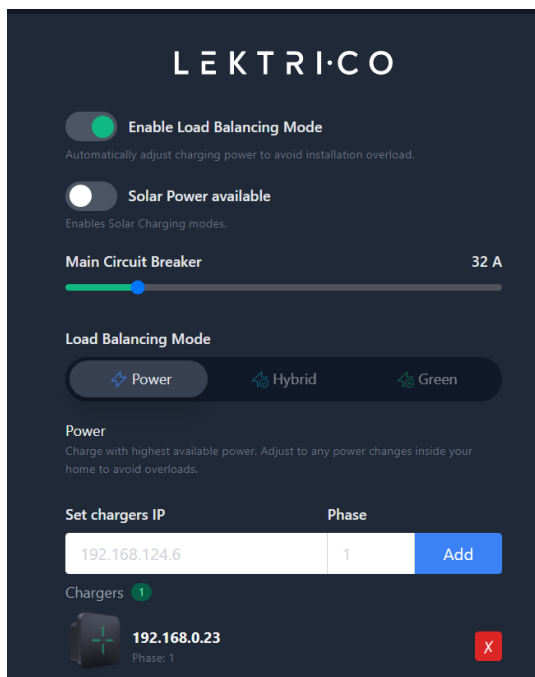 LEKTRI·CO
Enable Load Balancing Mode
Automatically adjust charging power to avoid installation overload.
Solar Power available
Enables Solar Charging modes.
Main Circuit Breaker 32 A
Load Balancing Mode
Power Hybrid Green
Power
Charge with highest available power. Adjust to any power changes inside your
home to avoid overloads.
Set chargers IP Phase
192.168.124.6 1 Add
Chargers 1
192.168.0.23
Phase: 1 X